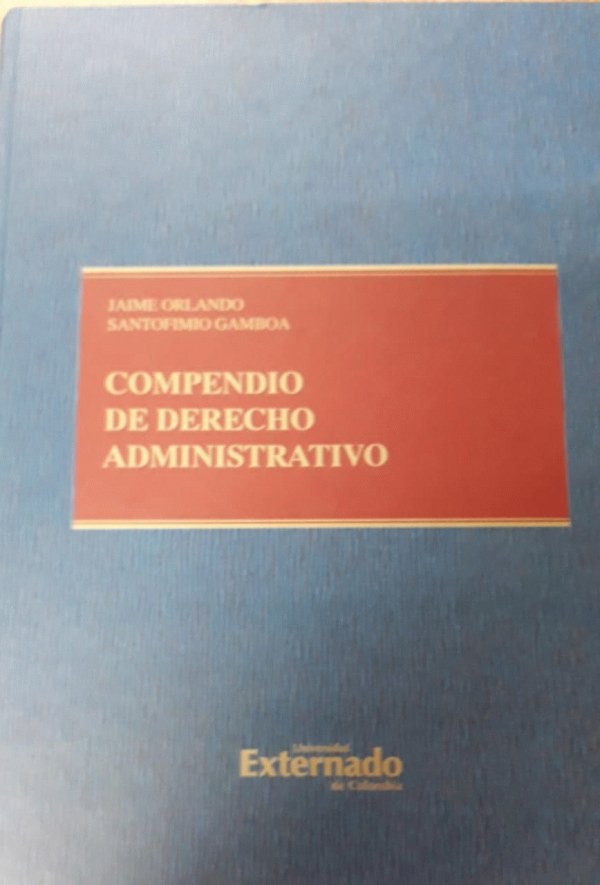 JAIME ORLANDO
SANTOFIMIO GAMBOA
COMPENDIO
DE DERECHO
ADMINISTRATIVO
Universidad
Externado
de Colombia